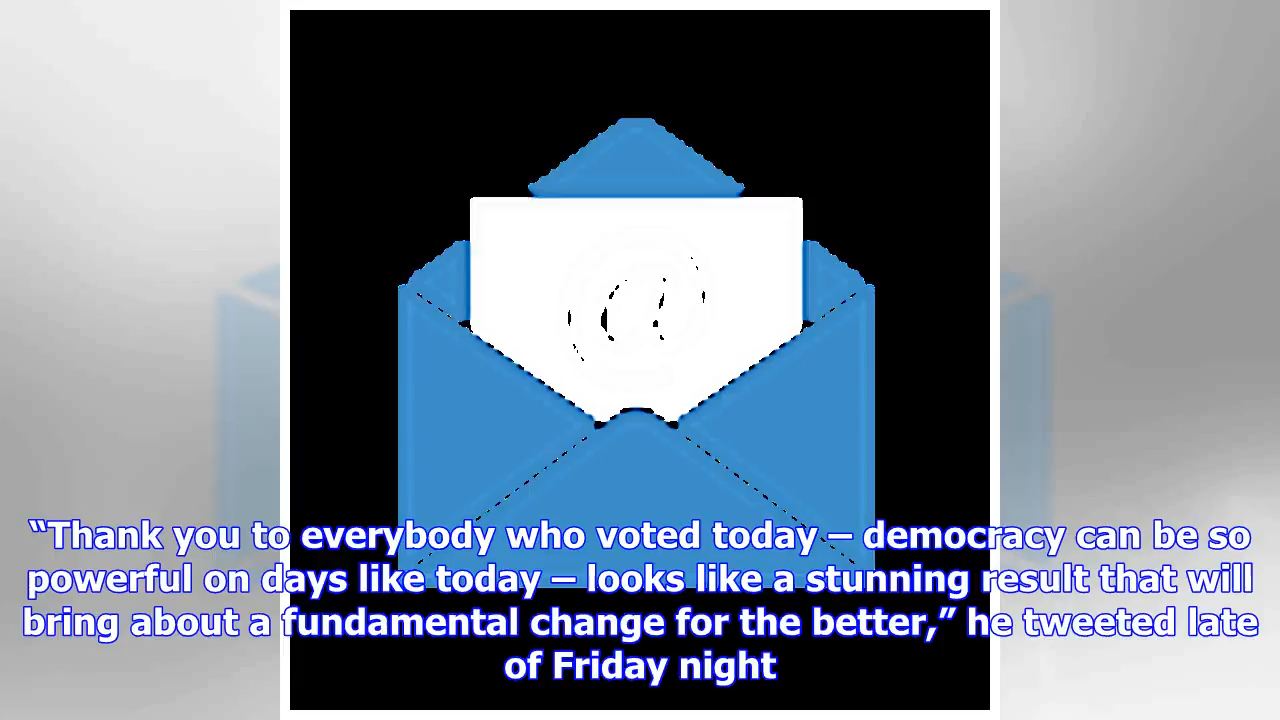 “Thank you to everybody who voted today – democracy can be so
powerful on days like today – looks like a stunning result that will
bring about a fundamental change for the better,” he tweeted late
of Friday night
@